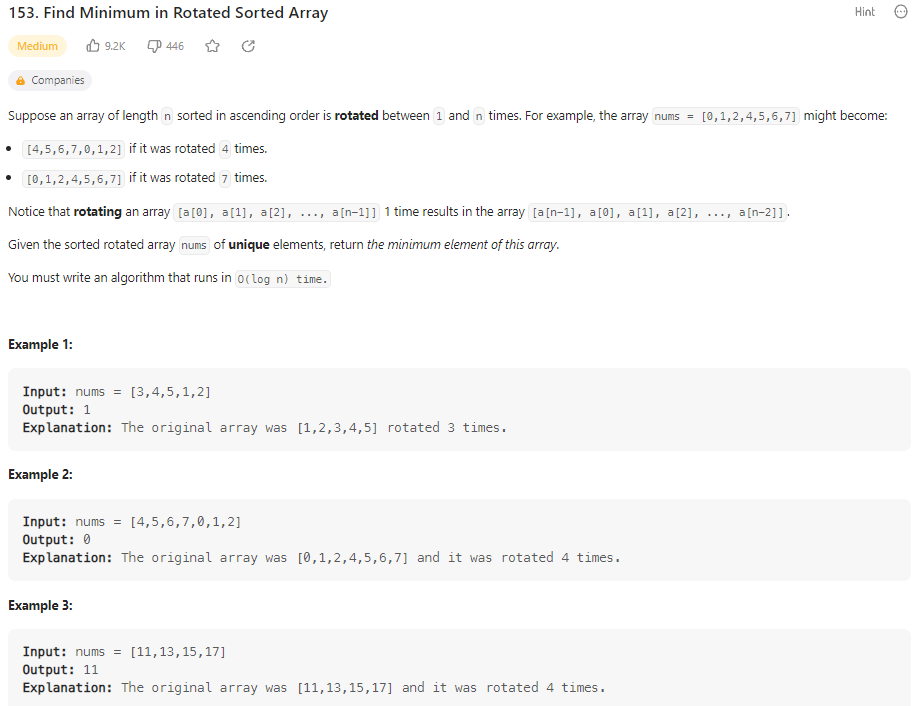 153. Find Minimum in Rotated Sorted Array
Hint
Medium 9.2K 446
Companies
Suppose an array of length n sorted in ascending order is rotated between 1 and n times. For example, the array nums = [0,1,2,4,5,6,7] might become:
• [4,5,6,7,0,1,2] if it was rotated 4 times.
• [0,1,2,4,5,6,7] if it was rotated 7 times.
Notice that rotating an array [a[0], a[1], a[2], ..., a[n-1]] 1 time results in the array [a[n-1], a[0], a[1], a[2], ..., a[n-2]].
Given the sorted rotated array nums of unique elements, return the minimum element of this array.
You must write an algorithm that runs in O(log n) time.
Example 1:
Input: nums = [3,4,5,1,2]
Output: 1
Explanation: The original array was [1,2,3,4,5] rotated 3 times.
Example 2:
Input: nums = [4,5,6,7,0,1,2]
Output: 0
Explanation: The original array was [0,1,2,4,5,6,7] and it was rotated 4 times.
Example 3:
Input: nums = [11,13,15,17]
Output: 11
Explanation: The original array was [11,13,15,17] and it was rotated 4 times.